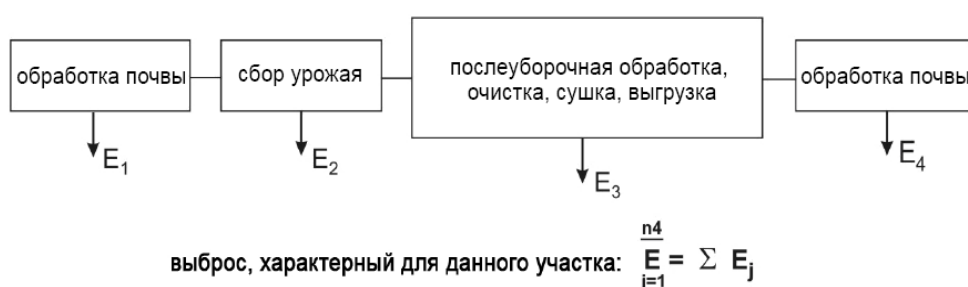 обработка почвы
сбор урожая
послеуборочная обработка,
очистка, сушка, выгрузка
обработка почвы
E₁
E₂
E₃
E₄
n4
выброс, характерный для данного участка: E = Σ Eⱼ
j=1